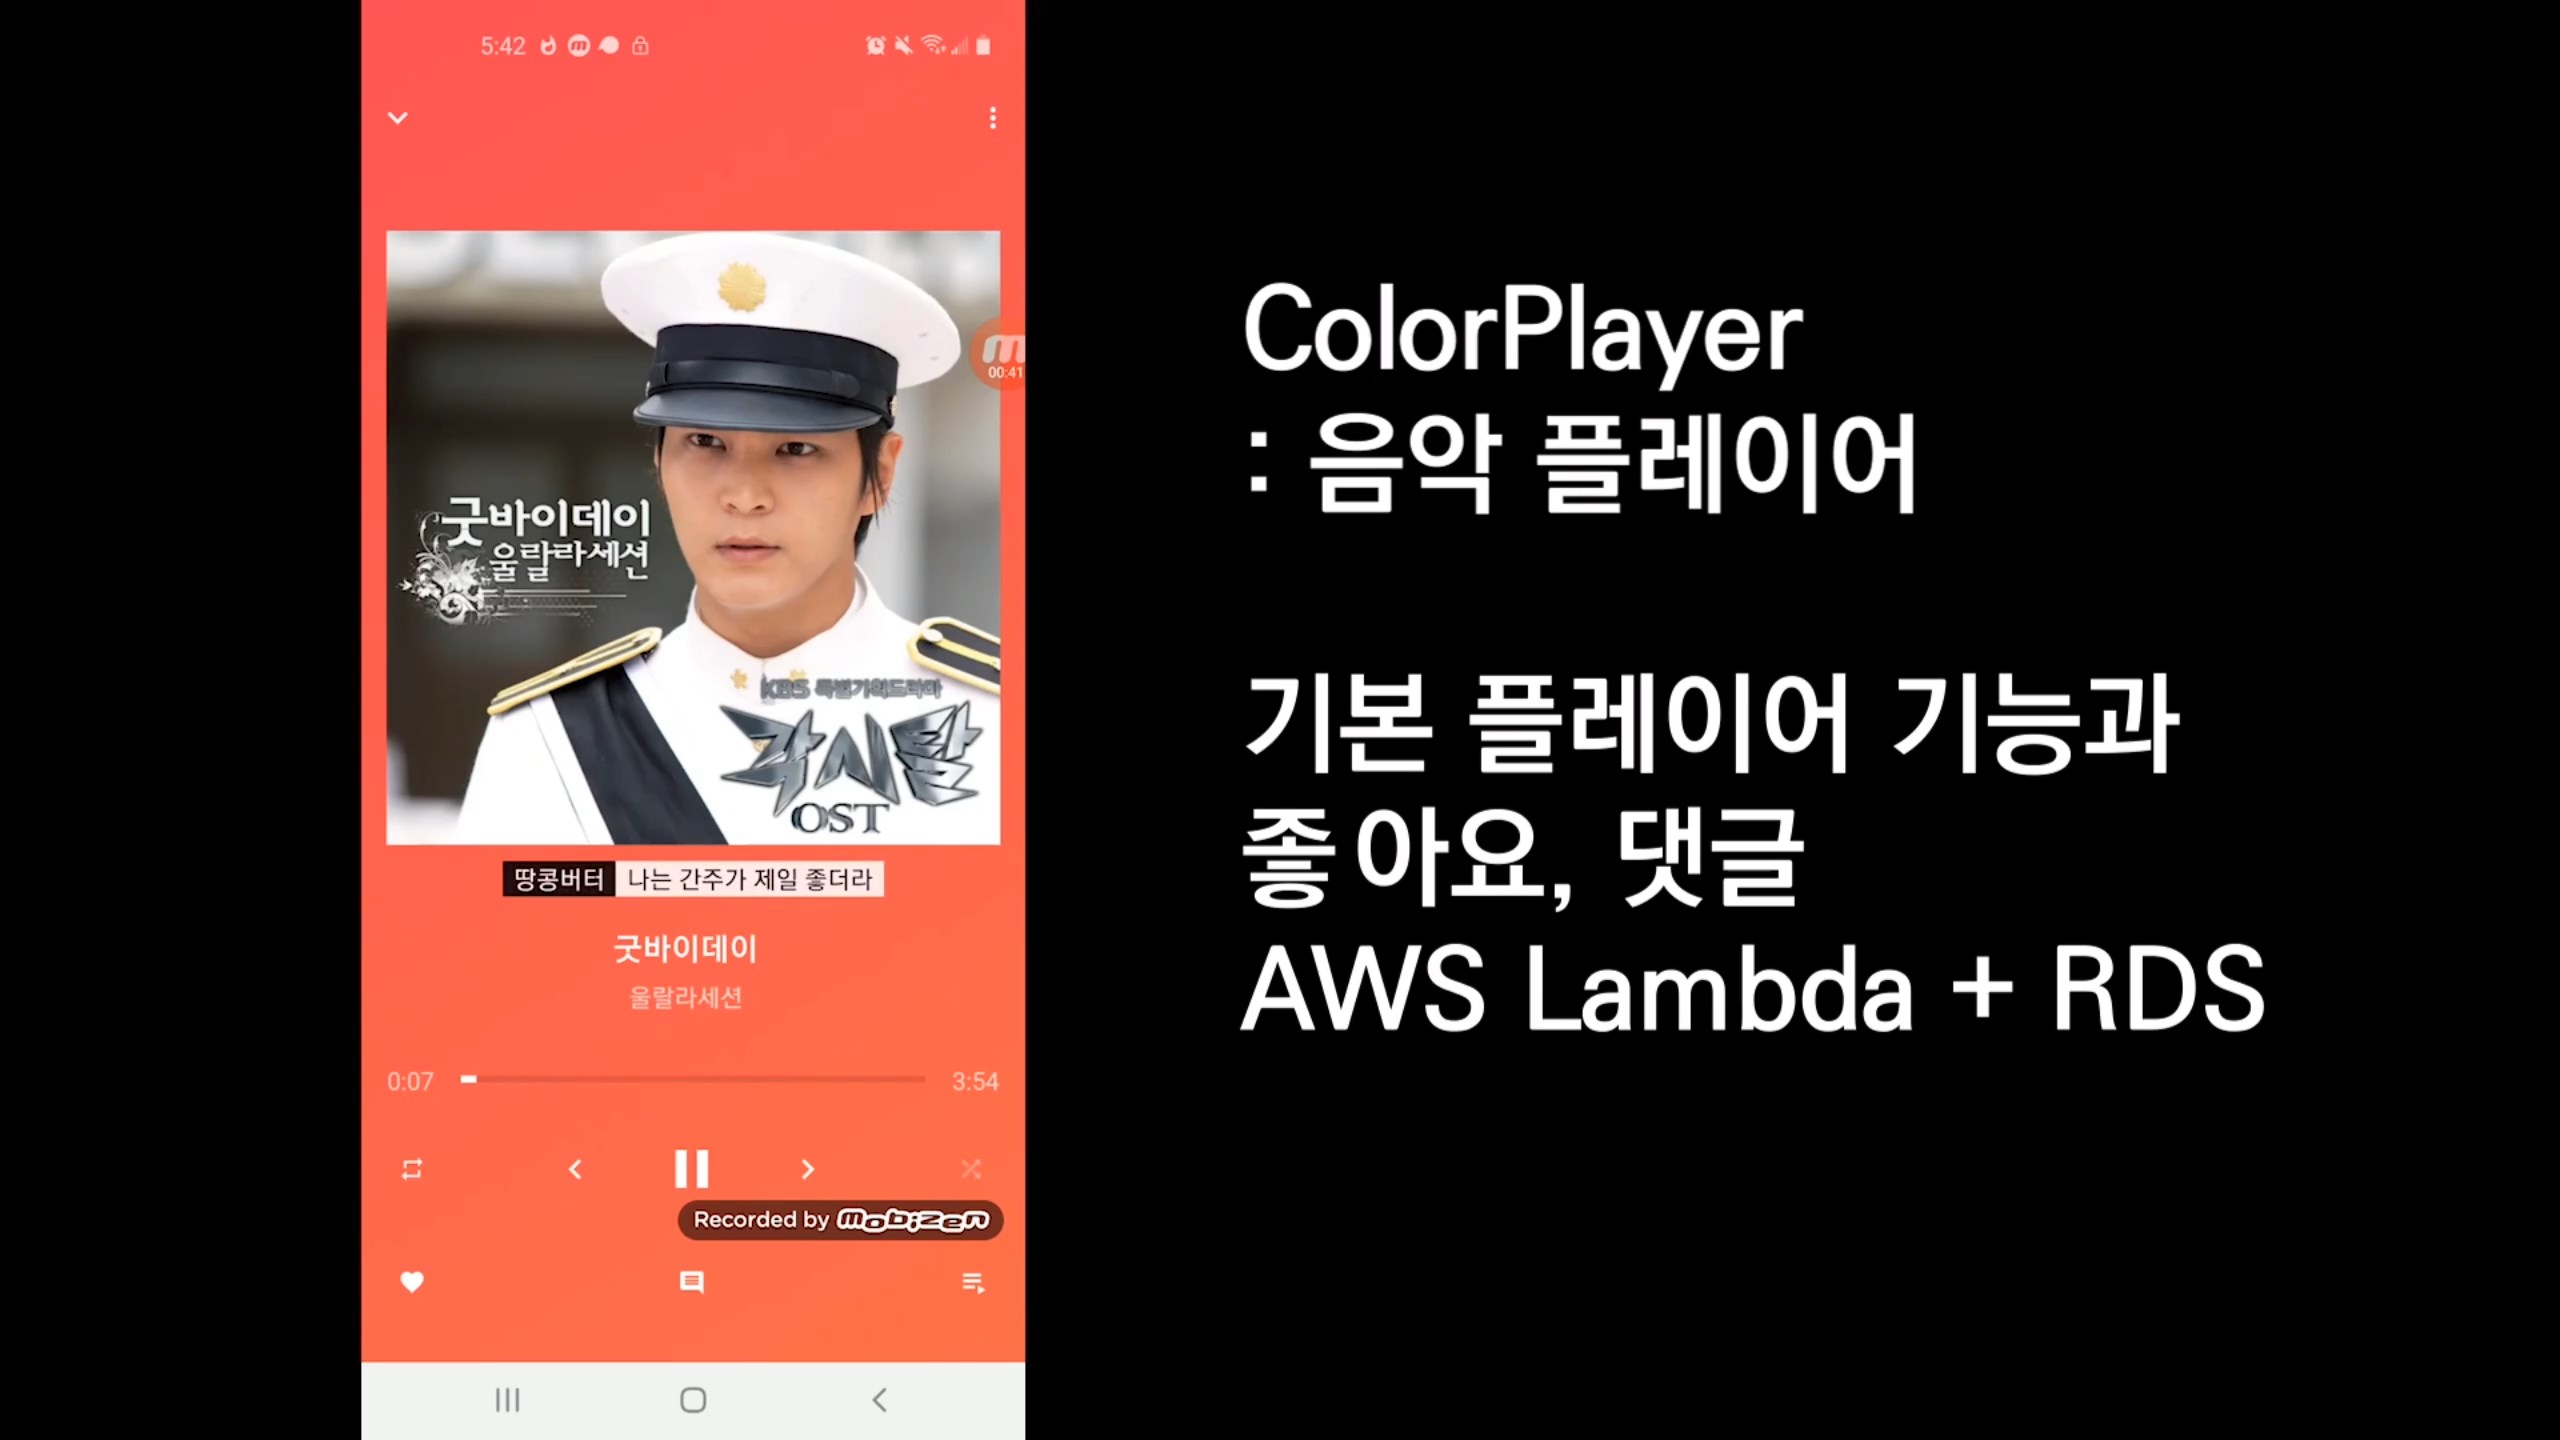 5:42
00:41
굿바이데이
울랄라세션
KBS 특별기획드라마
각시탈
OST
땅콩버터 나는 간주가 제일 좋더라
굿바이데이
울랄라세션
0:07 3:54
Recorded by mobizen
ColorPlayer
: 음악 플레이어
기본 플레이어 기능과
좋아요, 댓글
AWS Lambda + RDS